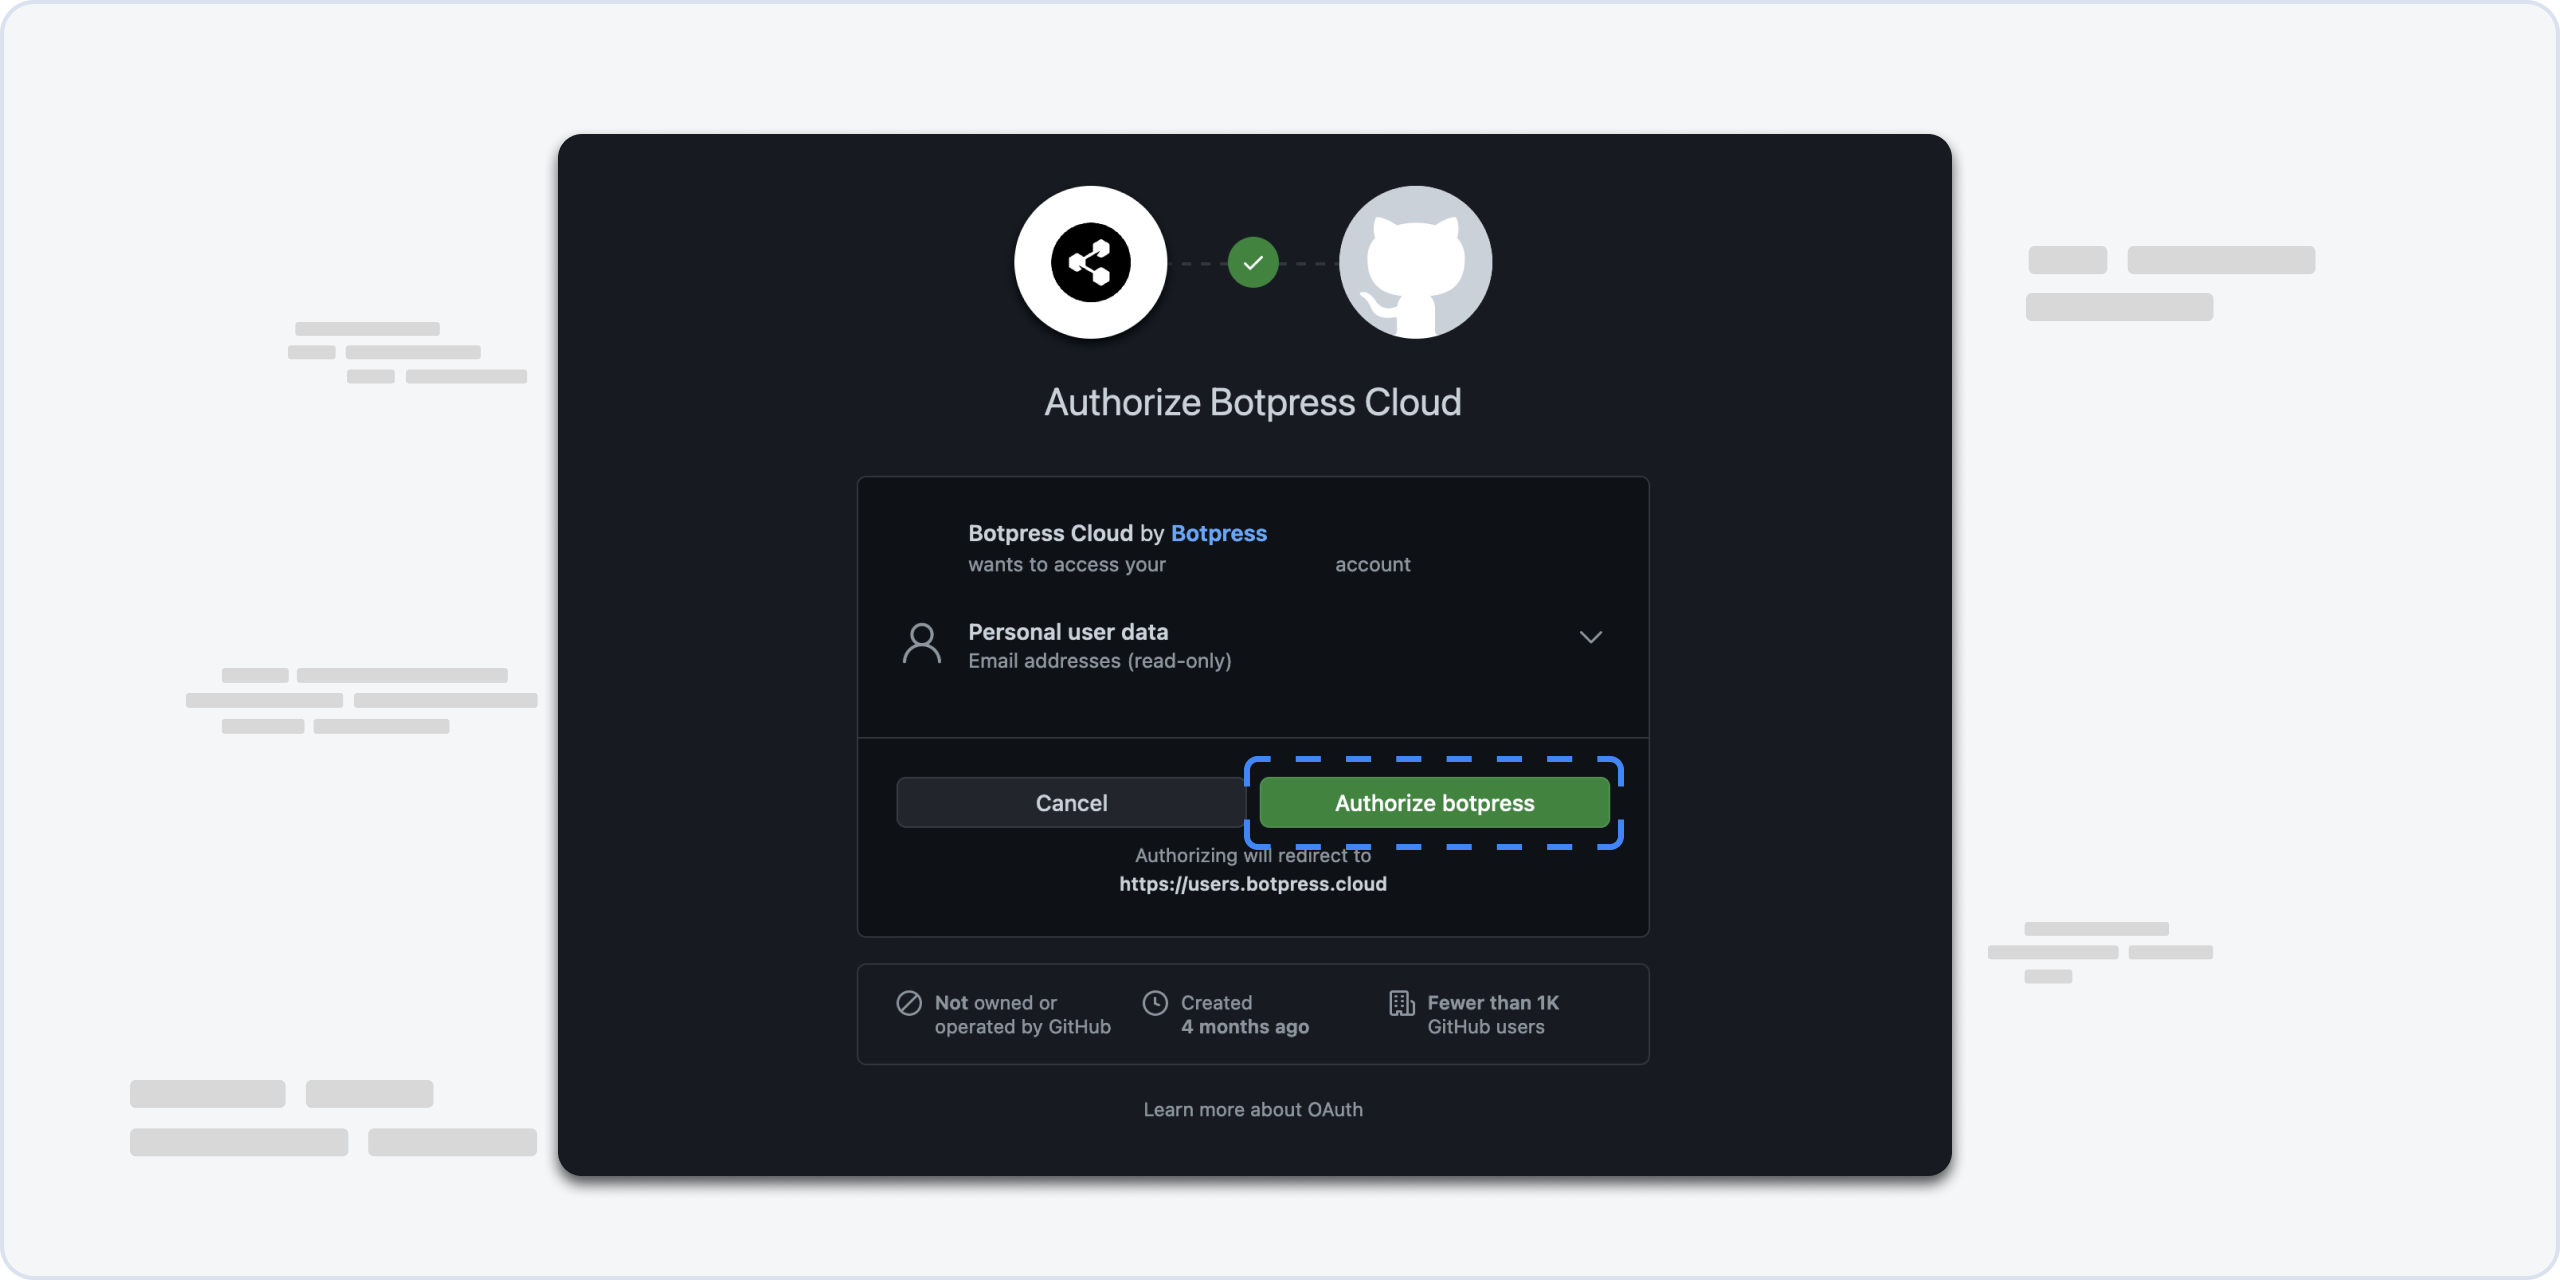 Authorize Botpress Cloud
Botpress Cloud by Botpress
wants to access your account
Personal user data
Email addresses (read-only)
Cancel
Authorize botpress
Authorizing will redirect to
https://users.botpress.cloud
Not owned or
operated by GitHub
Created
4 months ago
Fewer than 1K
GitHub users
Learn more about OAuth